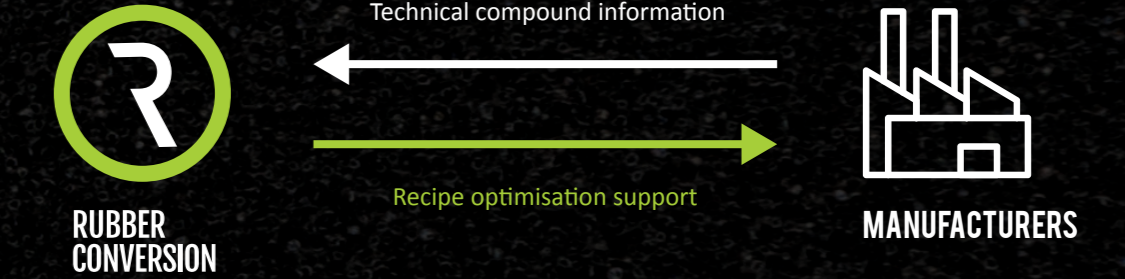 Technical compound information
R
Recipe optimisation support
RUBBER
CONVERSION
MANUFACTURERS